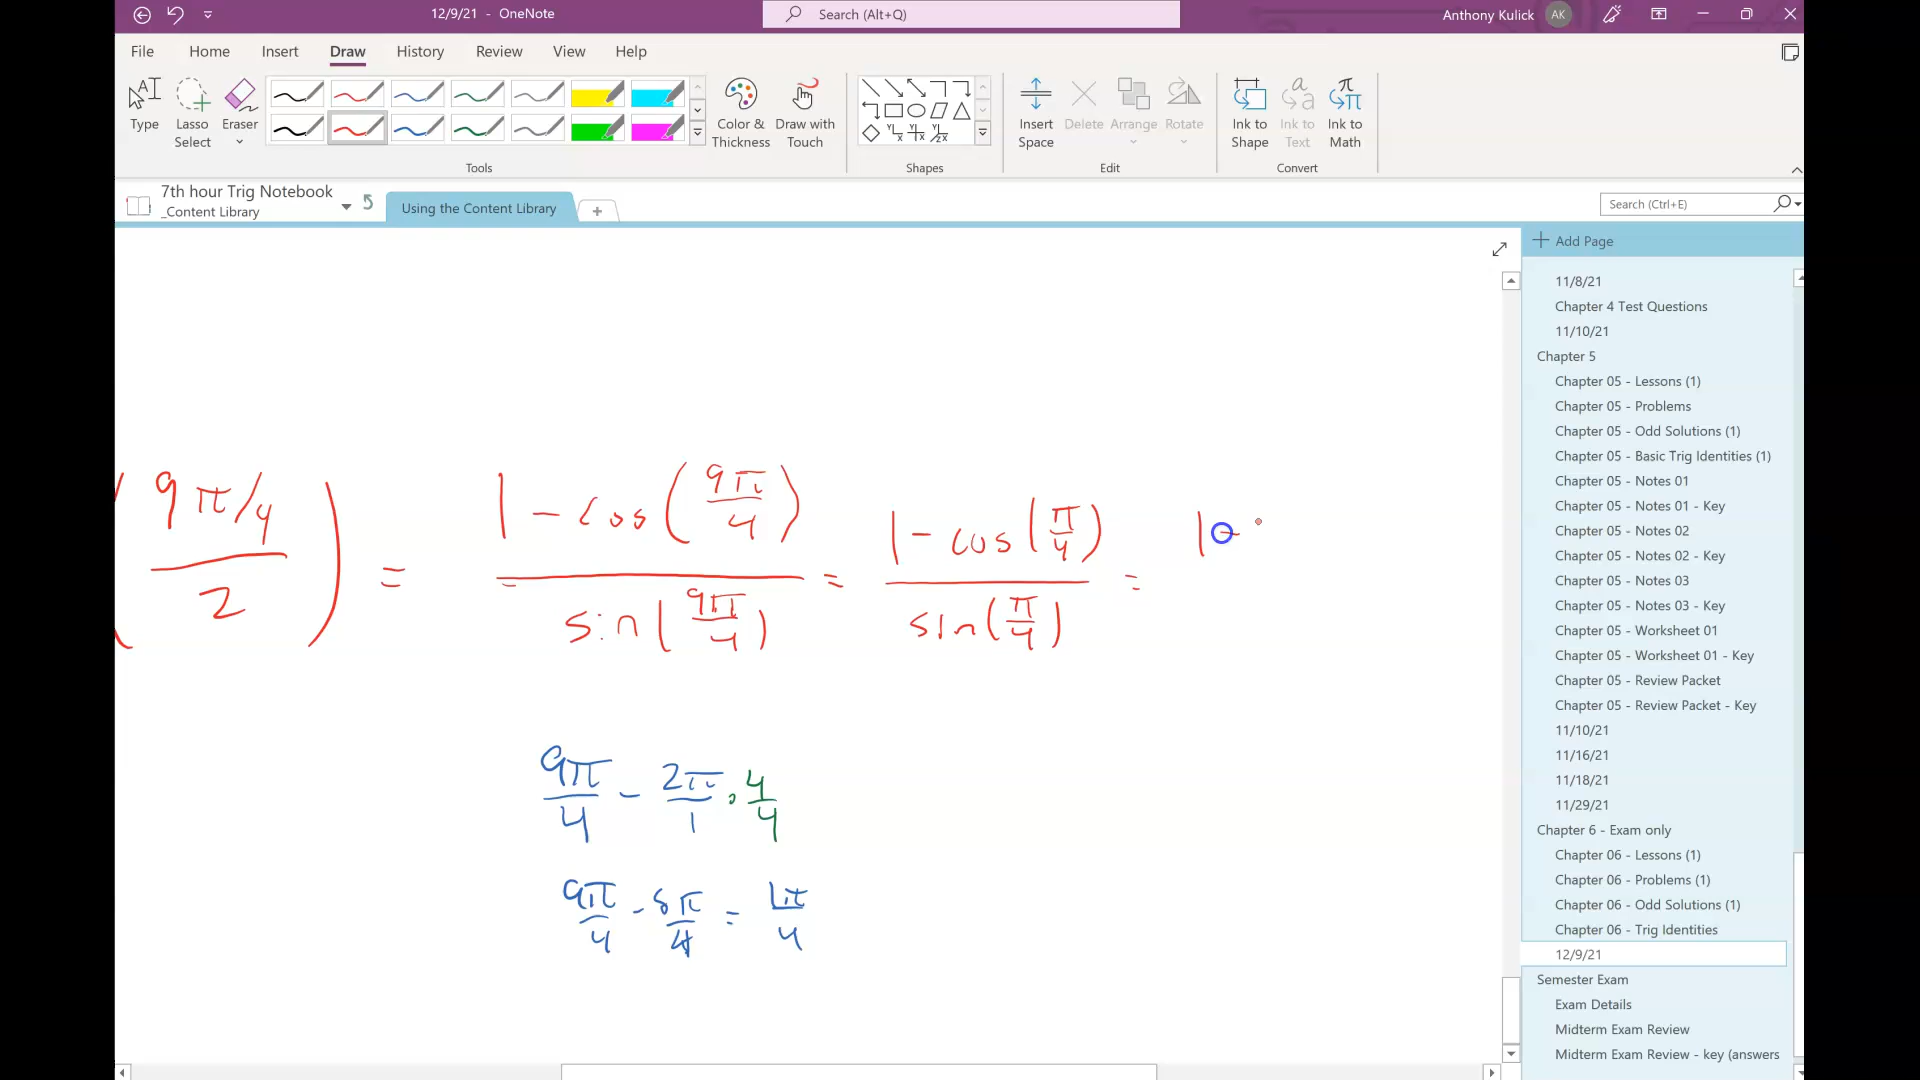 12/9/21 - OneNote
Search (Alt+Q)
Anthony Kulick AK
File Home Insert Draw History Review View Help
Type
Lasso Select
Eraser
Color & Thickness
Draw with Touch
Insert Space
Delete
Arrange
Rotate
Ink to Shape
Ink to Text
Ink to Math
Tools
Shapes
Edit
Convert
7th hour Trig Notebook
_Content Library
Using the Content Library
Search (Ctrl+E)
Add Page
11/8/21
Chapter 4 Test Questions
11/10/21
Chapter 5
Chapter 05 - Lessons (1)
Chapter 05 - Problems
Chapter 05 - Odd Solutions (1)
Chapter 05 - Basic Trig Identities (1)
Chapter 05 - Notes 01
Chapter 05 - Notes 01 - Key
Chapter 05 - Notes 02
Chapter 05 - Notes 02 - Key
Chapter 05 - Notes 03
Chapter 05 - Notes 03 - Key
Chapter 05 - Worksheet 01
Chapter 05 - Worksheet 01 - Key
Chapter 05 - Review Packet
Chapter 05 - Review Packet - Key
11/10/21
11/16/21
11/18/21
11/29/21
Chapter 6 - Exam only
Chapter 06 - Lessons (1)
Chapter 06 - Problems (1)
Chapter 06 - Odd Solutions (1)
Chapter 06 - Trig Identities
12/9/21
Semester Exam
Exam Details
Midterm Exam Review
Midterm Exam Review - key (answers
((9π/4)/2) = (1 - cos(9π/4))/(sin(9π/4)) = (1 - cos(π/4))/(sin(π/4)) = 1 -
9π/4 - 2π/1 · 4/4
9π/4 - 8π/4 = 1π/4